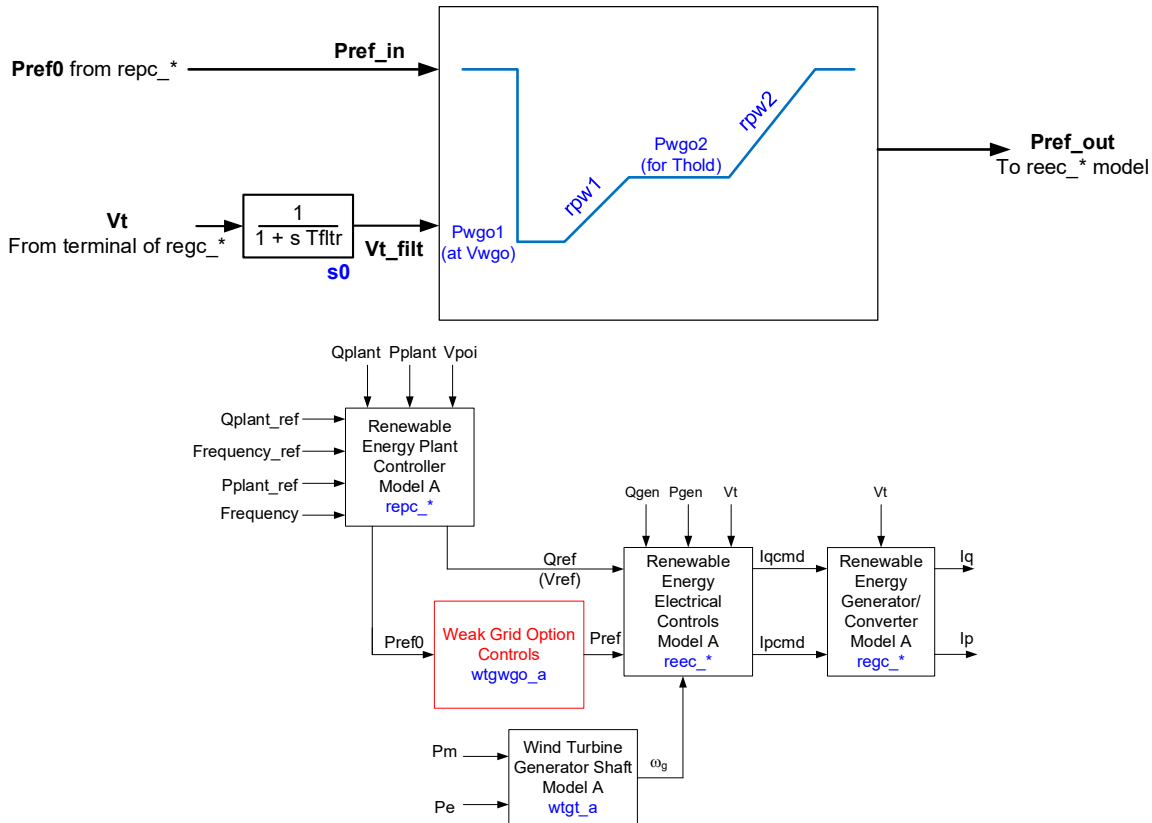 Pref_in
Pref0 from repc_*
rpw2
Pwgo2
(for Thold)
rpw1
Pref_out
To reec_* model
Vt
From terminal of regc_*
1
1 + s Tfltr
s0
Vt_filt
Pwgo1
(at Vwgo)
Qplant Pplant Vpoi
Qplant_ref
Frequency_ref
Pplant_ref
Frequency
Renewable
Energy Plant
Controller
Model A
repc_*
Qref
(Vref)
Pref0
Weak Grid Option
Controls
wtgwgo_a
Pref
Qgen Pgen Vt
Renewable
Energy
Electrical
Controls
Model A
reec_*
Iqcmd
Ipcmd
Vt
Renewable
Energy
Generator/
Converter
Model A
regc_*
Iq
Ip
Pm
Pe
Wind Turbine
Generator Shaft
Model A
wtgt_a
ωg